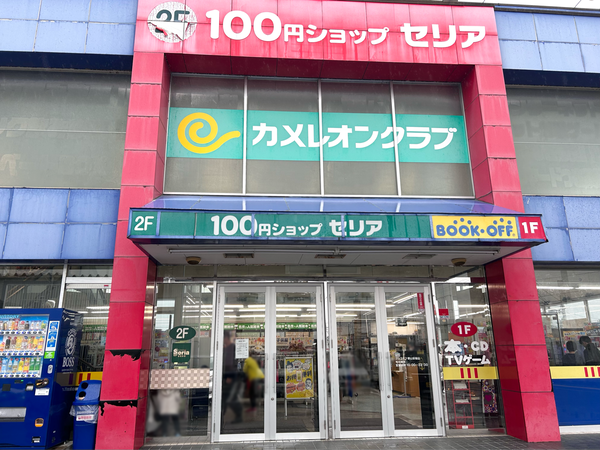 2F 100円ショップ セリア
カメレオンクラブ
2F 100円ショップ セリア BOOK・OFF 1F
2F
Seria
1F
本・CD
TVゲーム
BOSS